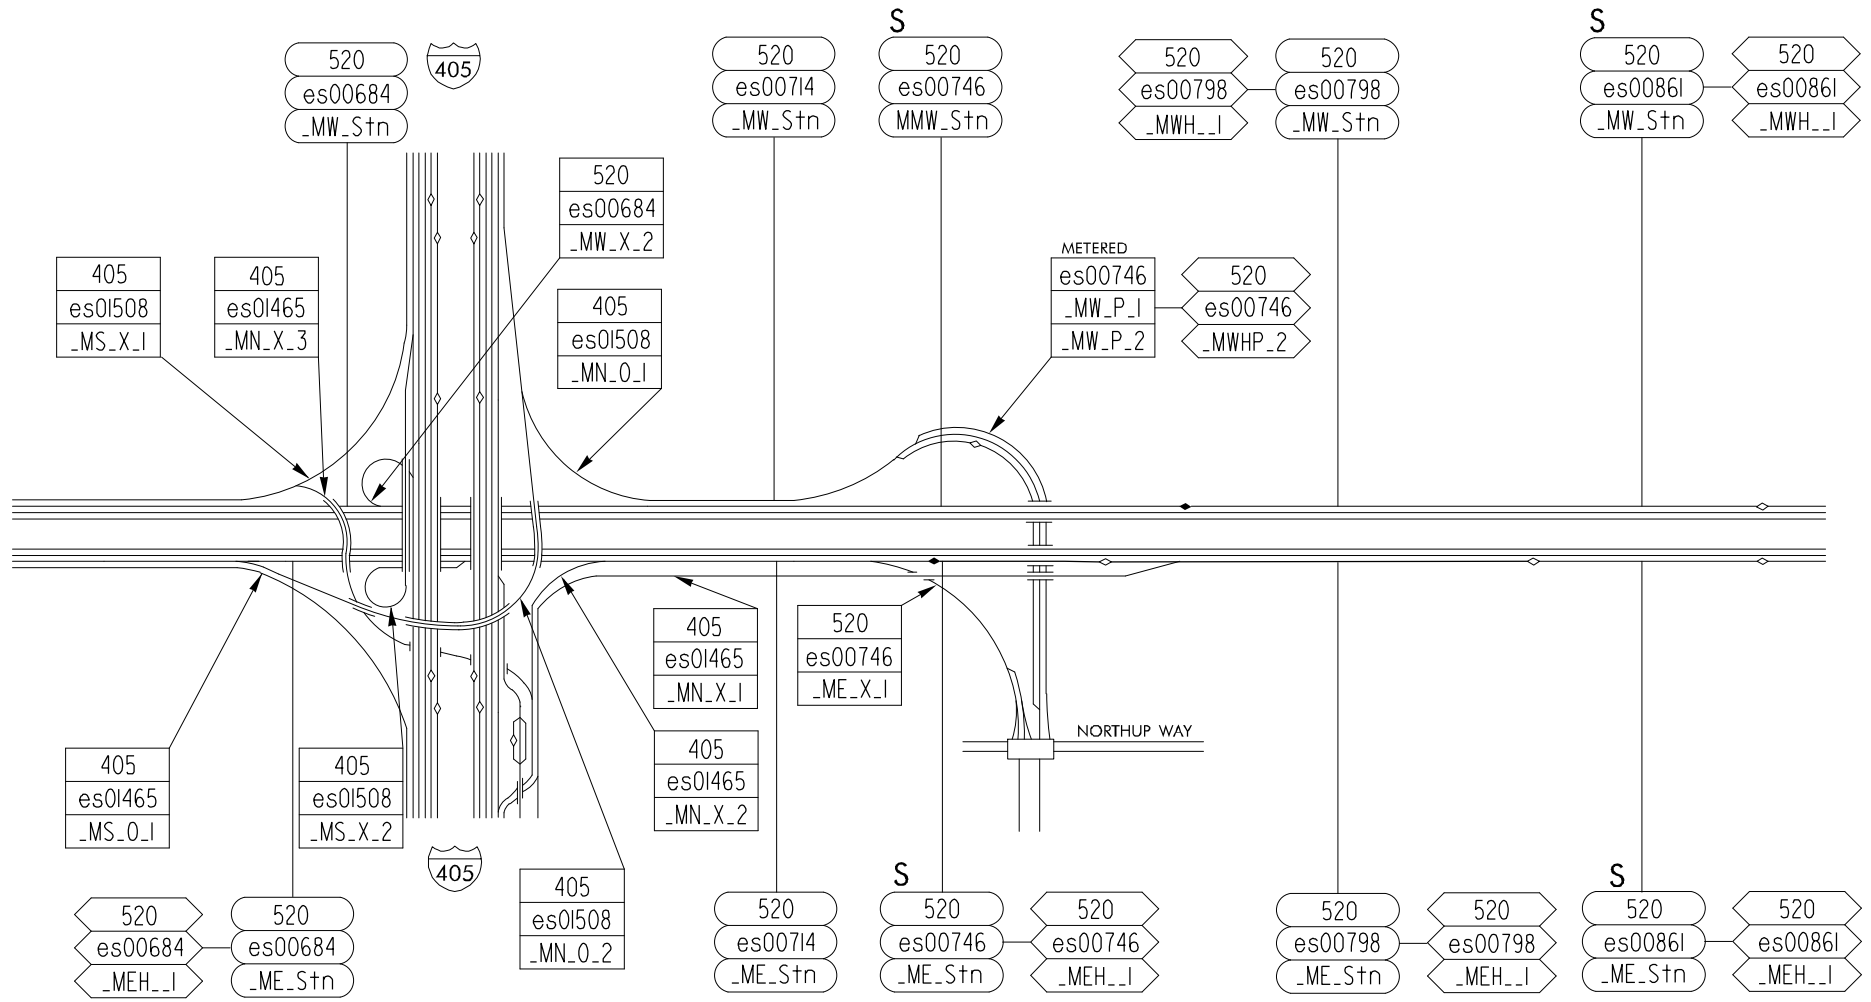 S
S
520
es00684
_MW_Stn
405
520
es00714
_MW_Stn
520
es00746
MMW_Stn
520
es00798
_MWH__1
520
es00798
_MW_Stn
520
es00861
_MW_Stn
520
es00861
_MWH__1
520
es00684
_MW_X_2
405
es01508
_MS_X_1
405
es01465
_MN_X_3
405
es01508
_MN_O_1
METERED
es00746
_MW_P_1
_MW_P_2
520
es00746
_MWHP_2
405
es01465
_MN_X_1
520
es00746
_ME_X_1
NORTHUP WAY
405
es01465
_MS_O_1
405
es01508
_MS_X_2
405
es01465
_MN_X_2
405
405
es01508
_MN_O_2
S
S
520
es00684
_MEH__1
520
es00684
_ME_Stn
520
es00714
_ME_Stn
520
es00746
_ME_Stn
520
es00746
_MEH__1
520
es00798
_ME_Stn
520
es00798
_MEH__1
520
es00861
_ME_Stn
520
es00861
_MEH__1